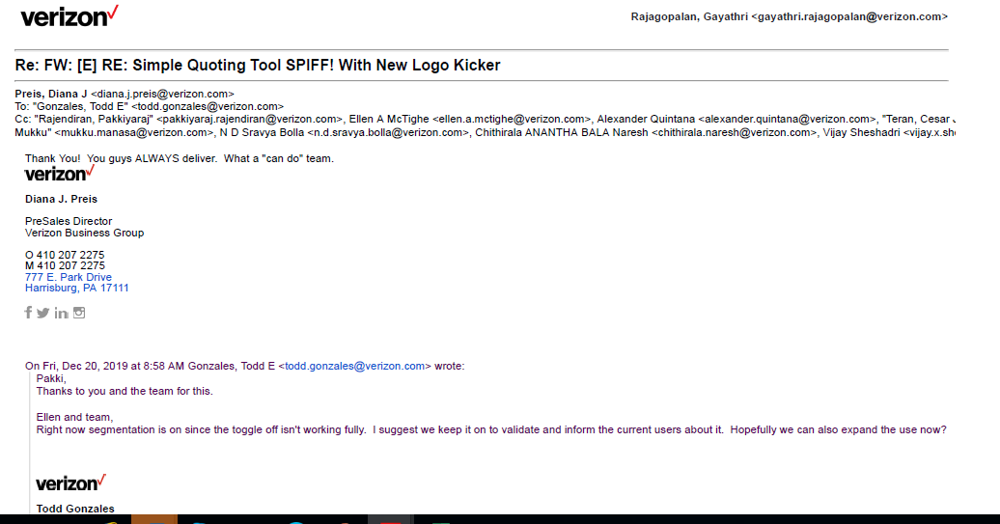 verizon
Rajagopalan, Gayathri <gayathri.rajagopalan@verizon.com>
Re: FW: [E] RE: Simple Quoting Tool SPIFF! With New Logo Kicker
Preis, Diana J <diana.j.preis@verizon.com>
To: "Gonzales, Todd E" <todd.gonzales@verizon.com>
Cc: "Rajendiran, Pakkiyaraj" <pakkiyaraj.rajendiran@verizon.com>, Ellen A McTighe <ellen.a.mctighe@verizon.com>, Alexander Quintana <alexander.quintana@verizon.com>, "Teran, Cesar
Mukku" <mukku.manasa@verizon.com>, N D Sravya Bolla <n.d.sravya.bolla@verizon.com>, Chithirala ANANTHA BALA Naresh <chithirala.naresh@verizon.com>, Vijay Sheshadri
Thank You! You guys ALWAYS deliver. What a "can do" team.
verizon
Diana J. Preis
PreSales Director
Verizon Business Group
O 410 207 2275
M 410 207 2275
777 E. Park Drive
Harrisburg, PA 17111
On Fri, Dec 20, 2019 at 8:58 AM Gonzales, Todd E <todd.gonzales@verizon.com> wrote:
Pakki,
Thanks to you and the team for this.
Ellen and team,
Right now segmentation is on since the toggle off isn't working fully. I suggest we keep it on to validate and inform the current users about it. Hopefully we can also expand the use now?
verizon
Todd Gonzales